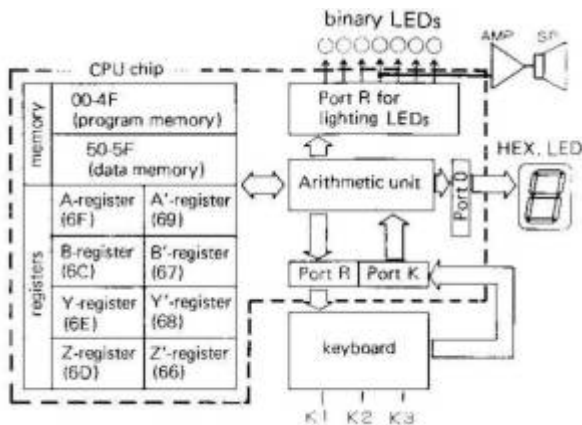 binary LEDs
AMP
SP
CPU chip
memory
00-4F
(program memory)
50-5F
(data memory)
registers
A-register
(6F)
A'-register
(69)
B-register
(6C)
B'-register
(67)
Y-register
(6E)
Y'-register
(68)
Z-register
(6D)
Z'-register
(66)
Port R for
lighting LEDs
Arithmetic unit
Port O
HEX. LED
Port R
Port K
keyboard
K1
K2
K3